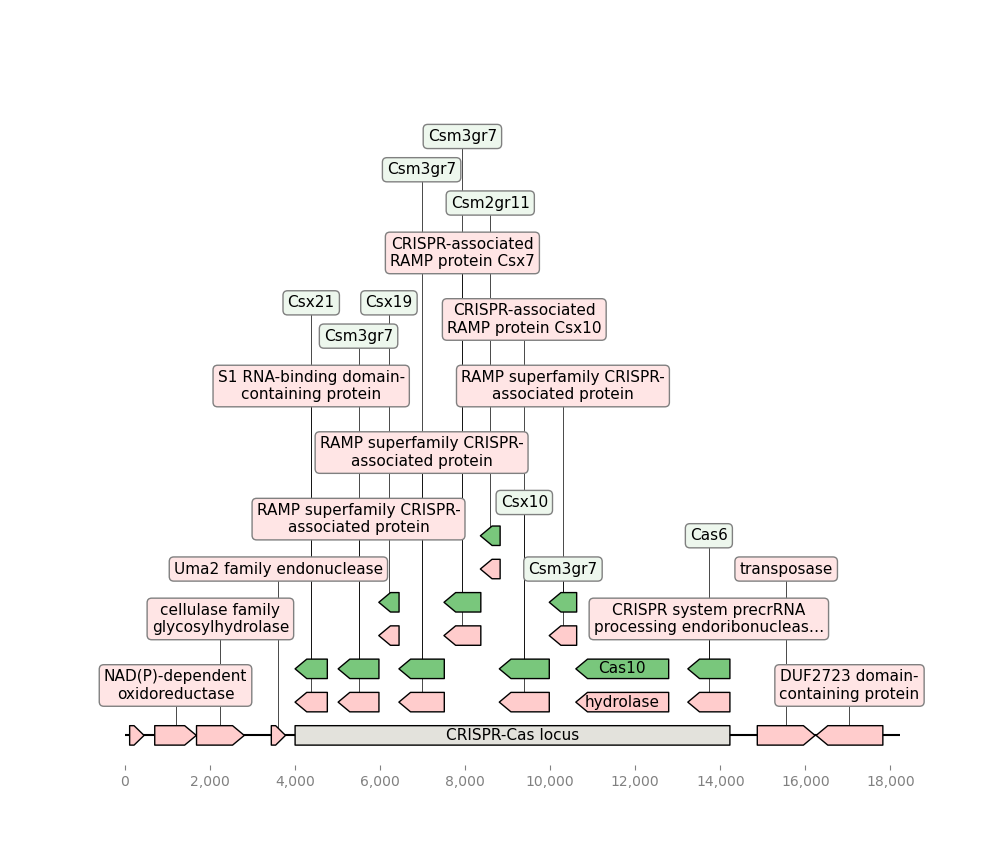 Csm3gr7
Csm3gr7
Csm2gr11
CRISPR-associated
RAMP protein Csx7
Csx21
Csx19
CRISPR-associated
RAMP protein Csx10
Csm3gr7
S1 RNA-binding domain-
containing protein
RAMP superfamily CRISPR-
associated protein
RAMP superfamily CRISPR-
associated protein
Csx10
RAMP superfamily CRISPR-
associated protein
Cas6
Uma2 family endonuclease
Csm3gr7
transposase
cellulase family
glycosylhydrolase
CRISPR system precrRNA
processing endoribonucleas...
NAD(P)-dependent
oxidoreductase
Cas10
DUF2723 domain-
containing protein
hydrolase
CRISPR-Cas locus
0 2,000 4,000 6,000 8,000 10,000 12,000 14,000 16,000 18,000